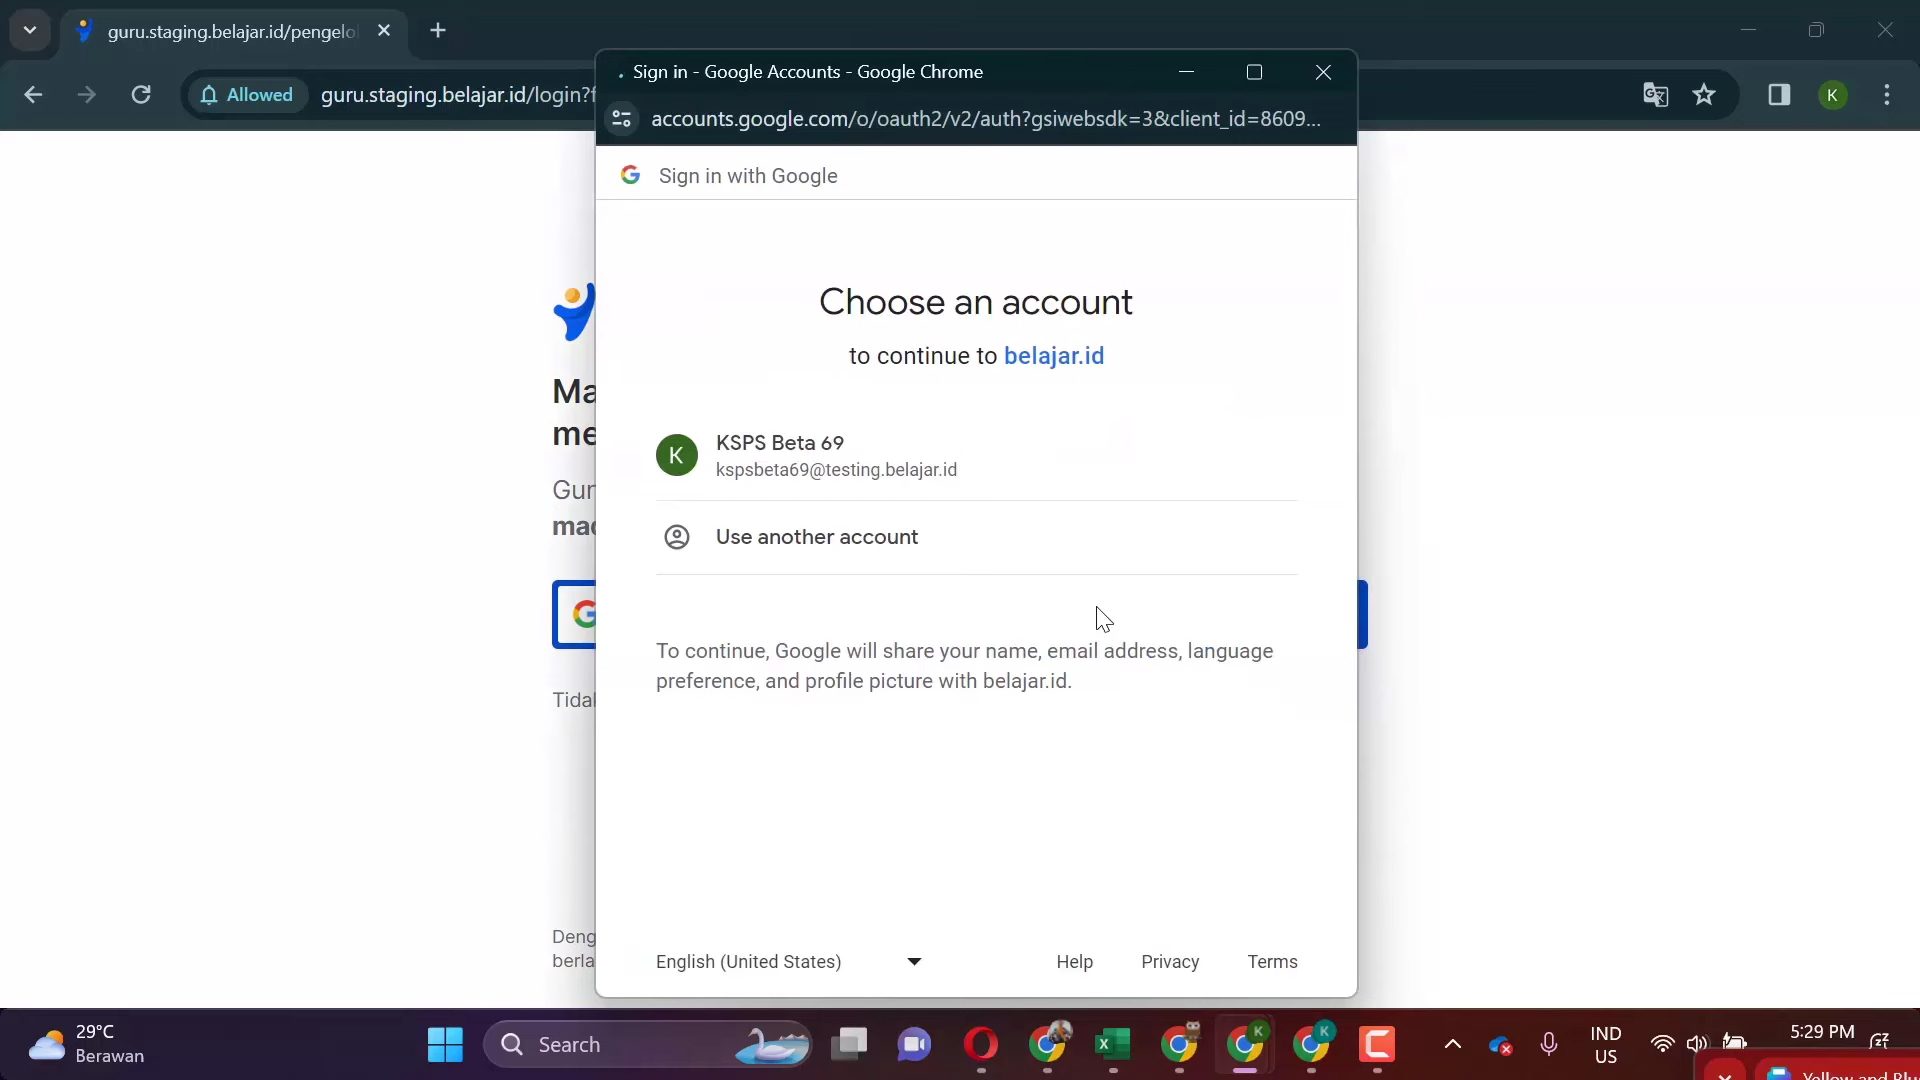 guru.staging.belajar.id/pengelo
Allowed
guru.staging.belajar.id/login?f
K
Sign in - Google Accounts - Google Chrome
accounts.google.com/o/oauth2/v2/auth?gsiwebsdk=3&client_id=8609...
Sign in with Google
Choose an account
to continue to belajar.id
Ma
me
K
KSPS Beta 69
kspsbeta69@testing.belajar.id
Gur
mad
Use another account
To continue, Google will share your name, email address, language
preference, and profile picture with belajar.id.
Tidak
Deng
berla
English (United States)
Help
Privacy
Terms
29°C
Berawan
Search
K
K
IND
US
5:29 PM
Yellow and Blu